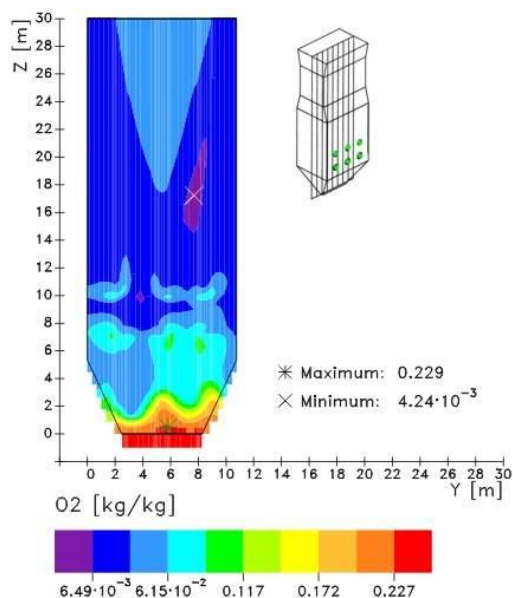 Z [m]
30
28
26
24
22
20
18
16
14
12
10
8
6
4
2
0
Maximum: 0.229
Minimum: 4.24·10⁻³
0 2 4 6 8 10 12 14 16 18 20 22 24 26 28 30
Y [m]
O2 [kg/kg]
6.49·10⁻³ 6.15·10⁻² 0.117 0.172 0.227